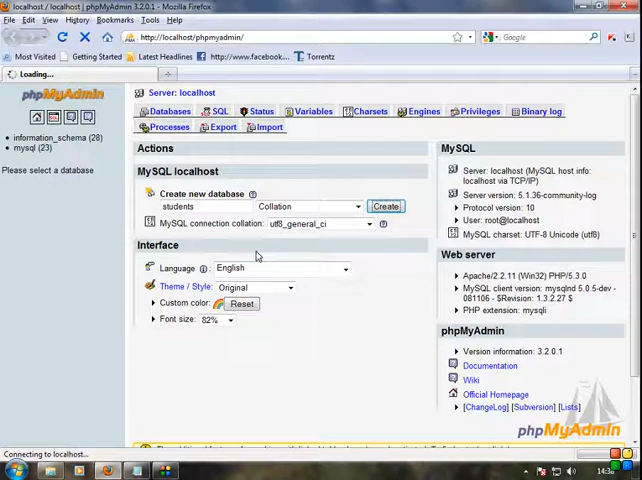 localhost / localhost | phpMyAdmin 3.2.0.1 - Mozilla Firefox
File Edit View History Bookmarks Tools Help
http://localhost/phpmyadmin/
Google
Most Visited Getting Started Latest Headlines http://www.facebook.... Torrentz
Loading...
phpMyAdmin
information_schema (28)
mysql (23)
Please select a database
Server: localhost
Databases SQL Status Variables Charsets Engines Privileges Binary log
Processes Export Import
Actions
MySQL localhost
Create new database
students Collation Create
MySQL connection collation: utf8_general_ci
Interface
Language English
Theme / Style: Original
Custom color: Reset
Font size: 82%
MySQL
Server: localhost (MySQL host info:
localhost via TCP/IP)
Server version: 5.1.36-community-log
Protocol version: 10
User: root@localhost
MySQL charset: UTF-8 Unicode (utf8)
Web server
Apache/2.2.11 (Win32) PHP/5.3.0
MySQL client version: mysqlnd 5.0.5-dev -
081106 - $Revision: 1.3.2.27 $
PHP extension: mysqli
phpMyAdmin
Version information: 3.2.0.1
Documentation
Wiki
Official Homepage
[ChangeLog] [Subversion] [Lists]
phpMyAdmin
Connecting to localhost...